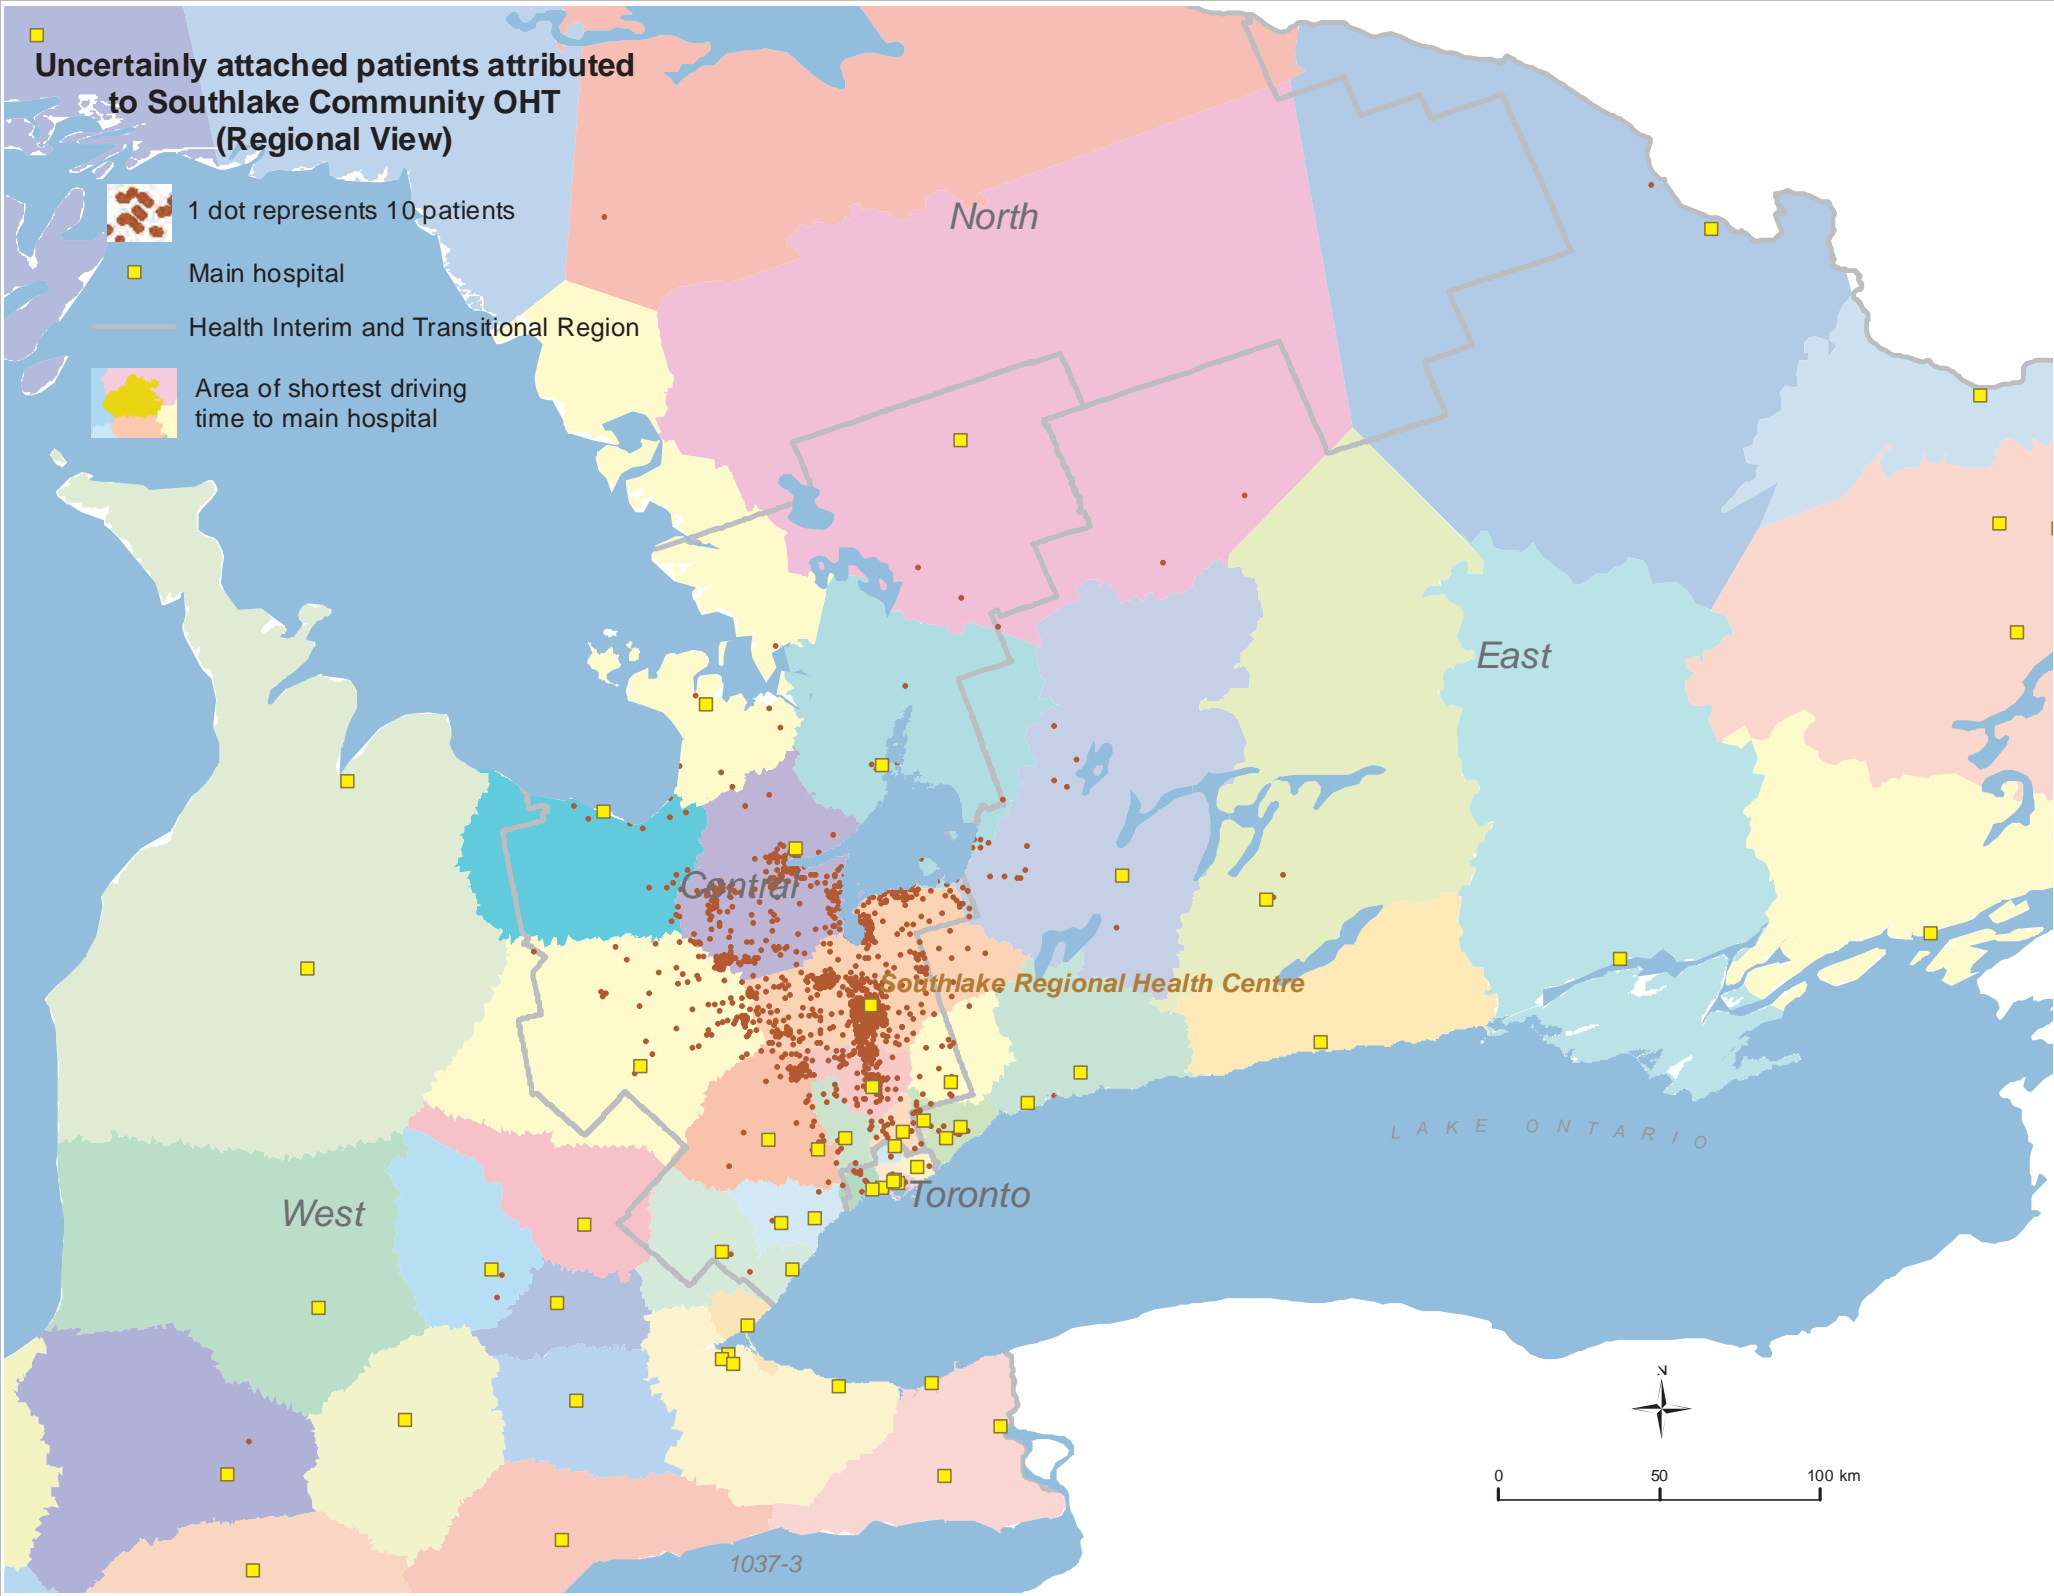 Uncertainly attached patients attributed
to Southlake Community OHT
(Regional View)
1 dot represents 10 patients
Main hospital
Health Interim and Transitional Region
Area of shortest driving
time to main hospital
North
East
Central
Southlake Regional Health Centre
LAKE ONTARIO
Toronto
West
N
0 50 100 km
1037-3